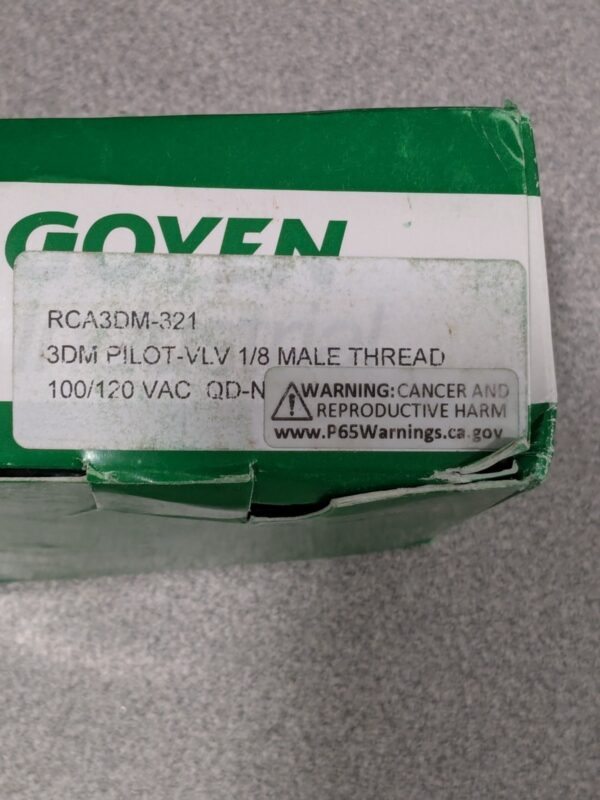 GOYEN
RCA3DM-321
3DM PILOT-VLV 1/8 MALE THREAD
100/120 VAC QD-N
WARNING: CANCER AND
REPRODUCTIVE HARM
www.P65Warnings.ca.gov